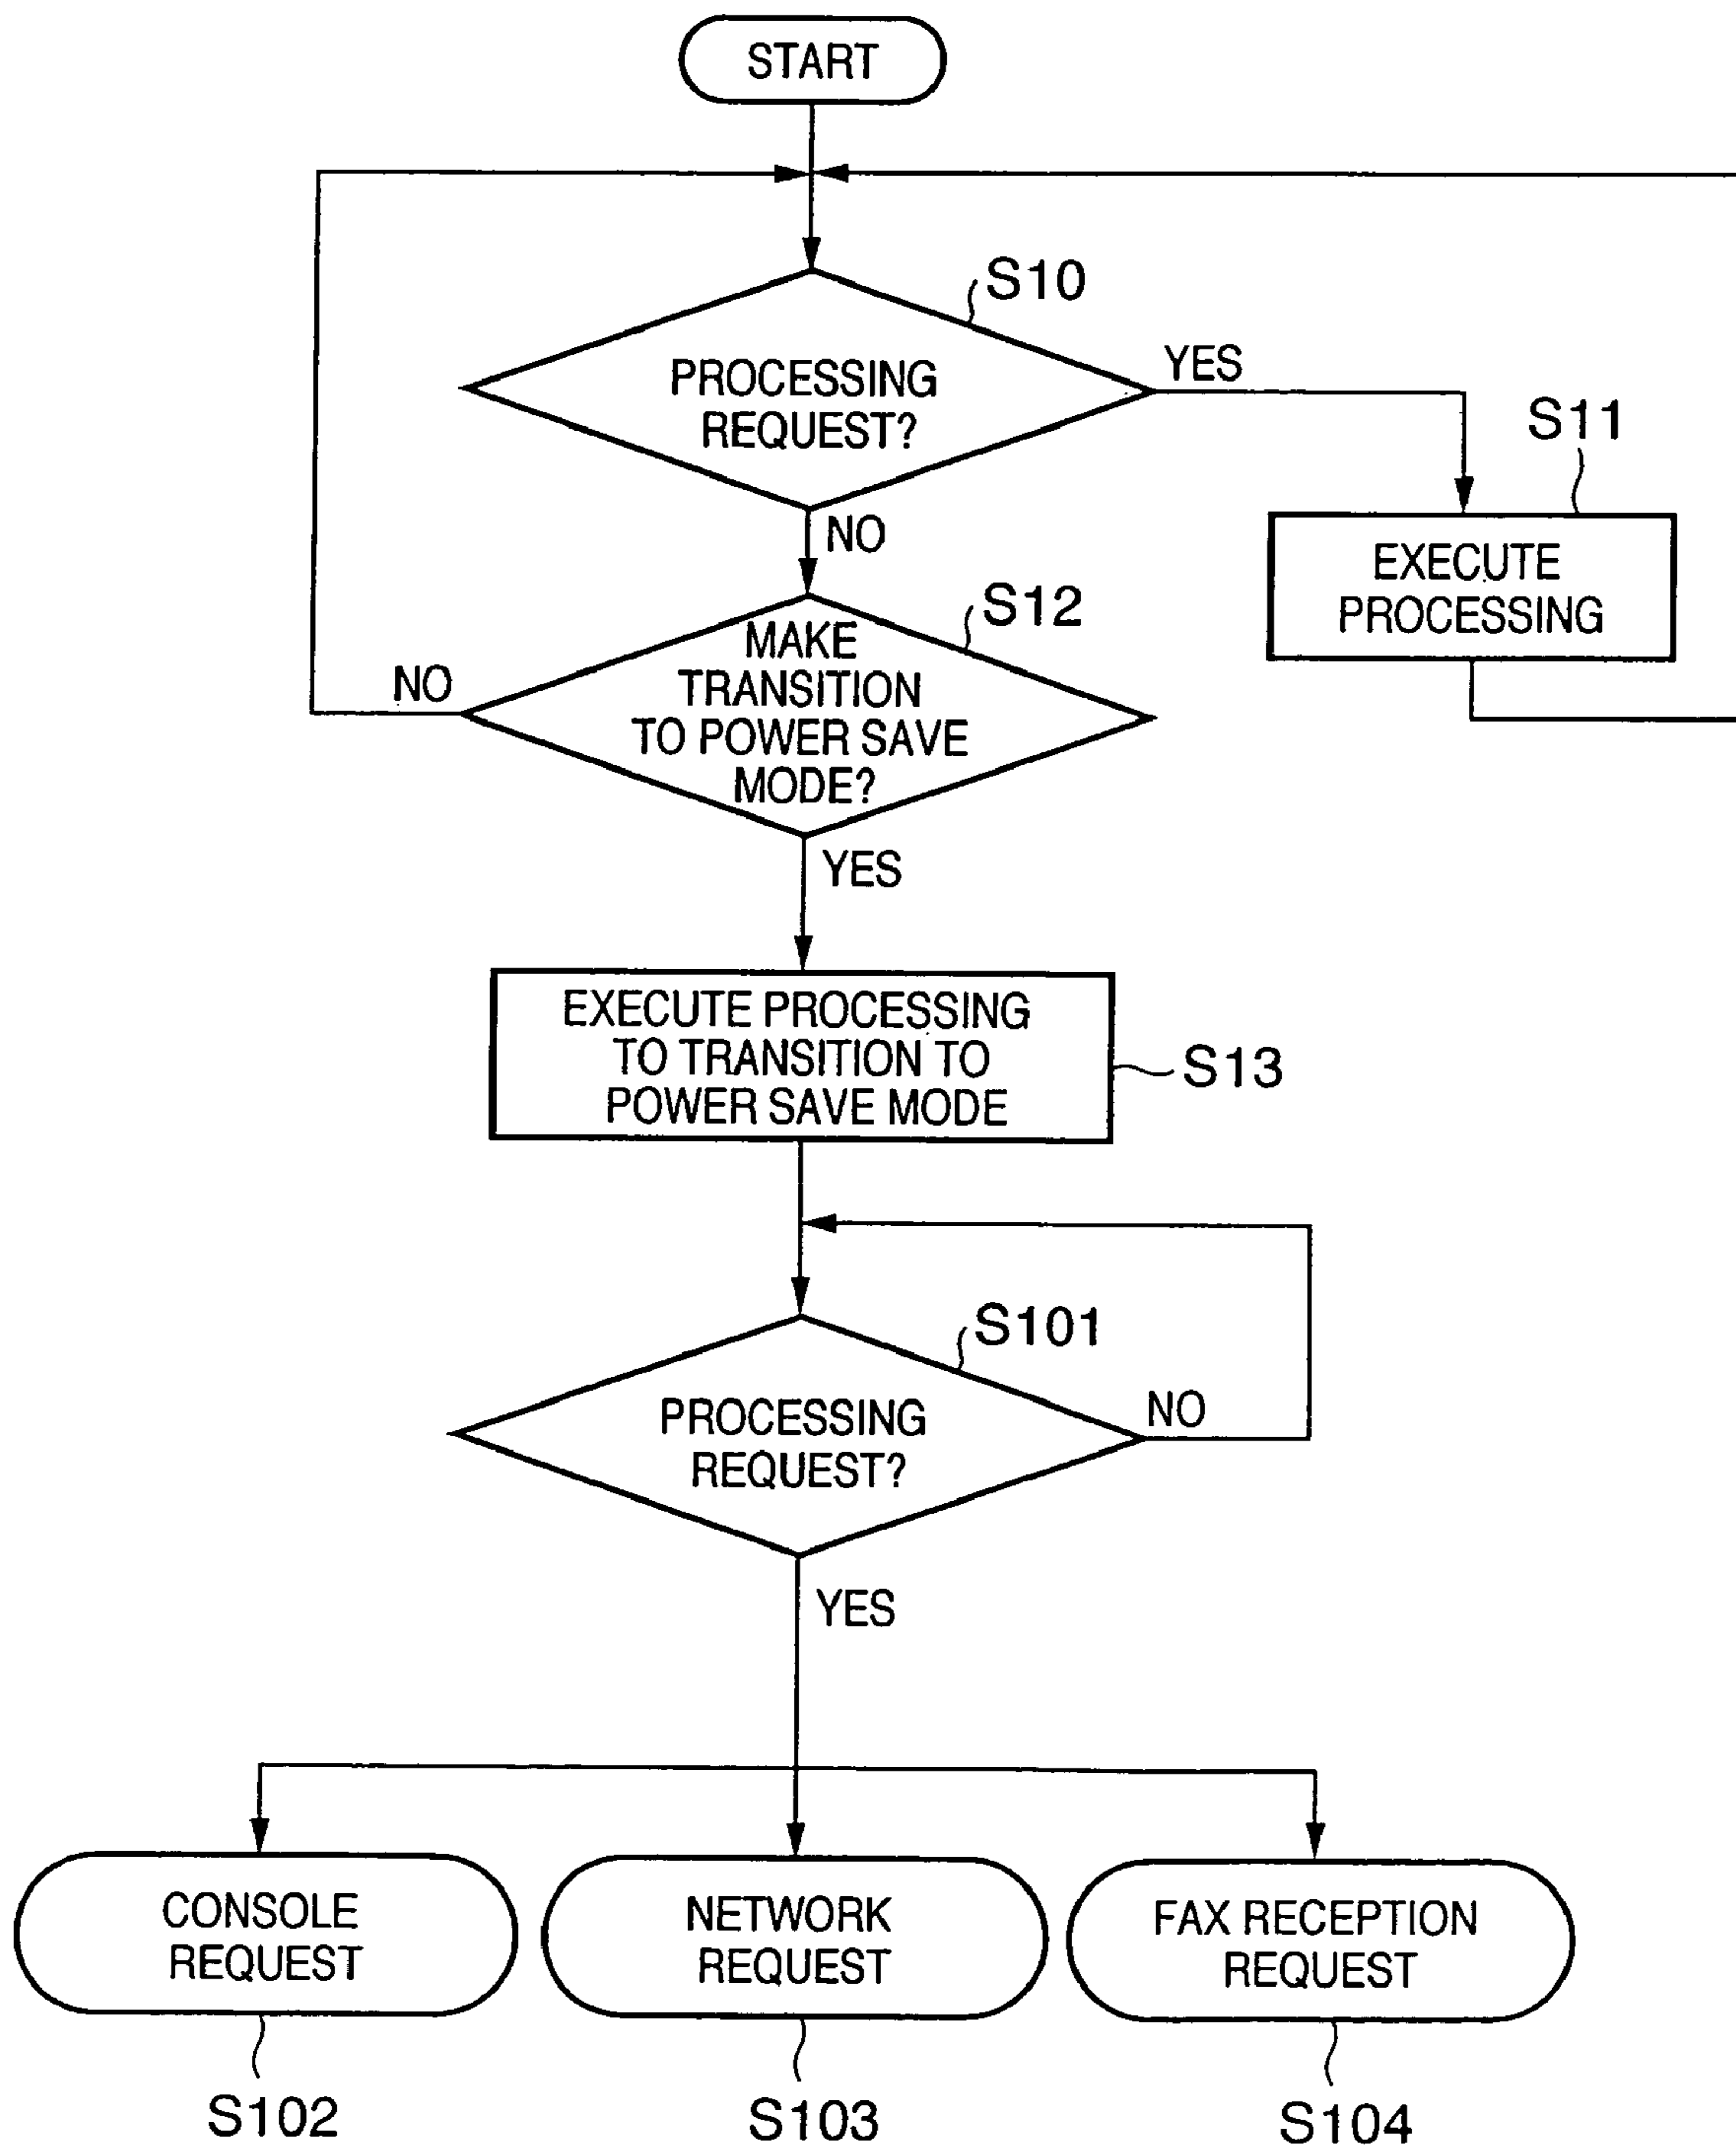 START
S10
PROCESSING
REQUEST?
YES
S11
NO
EXECUTE
PROCESSING
S12
MAKE
TRANSITION
TO POWER SAVE
MODE?
NO
YES
EXECUTE PROCESSING
TO TRANSITION TO
POWER SAVE MODE
S13
S101
PROCESSING
REQUEST?
NO
YES
CONSOLE
REQUEST
NETWORK
REQUEST
FAX RECEPTION
REQUEST
S102
S103
S104